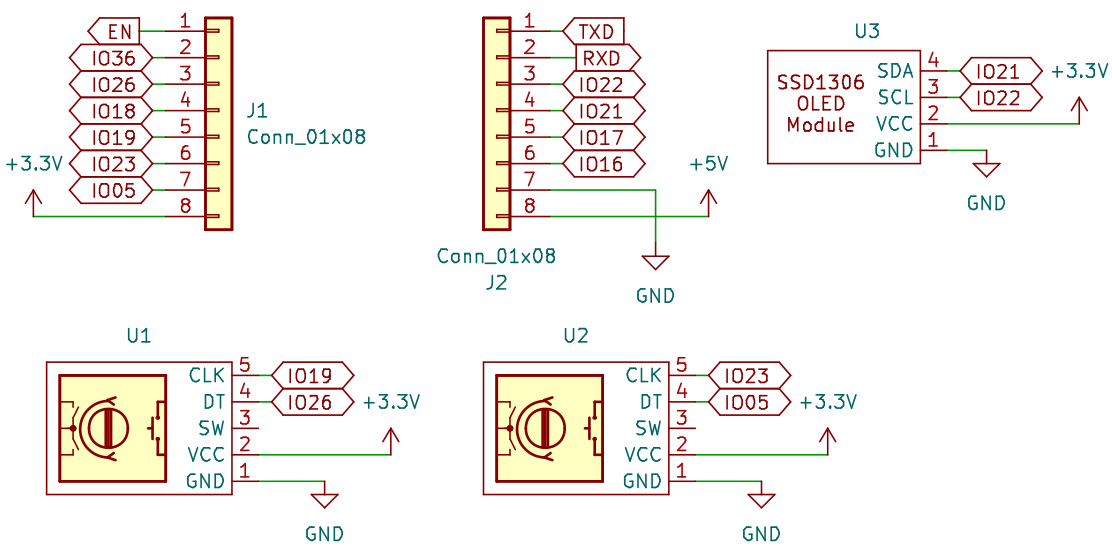 EN 1
IO36 2
IO26 3
IO18 4
IO19 5
IO23 6
IO05 7
8
+3.3V
J1
Conn_01x08
1 TXD
2 RXD
3 IO22
4 IO21
5 IO17
6 IO16
7
8
+5V
GND
Conn_01x08
J2
U3
SSD1306
OLED
Module
SDA 4 IO21
SCL 3 IO22
VCC 2
GND 1
+3.3V
GND
U1
CLK 5 IO19
DT 4 IO26
SW 3
VCC 2
GND 1
+3.3V
GND
U2
CLK 5 IO23
DT 4 IO05
SW 3
VCC 2
GND 1
+3.3V
GND